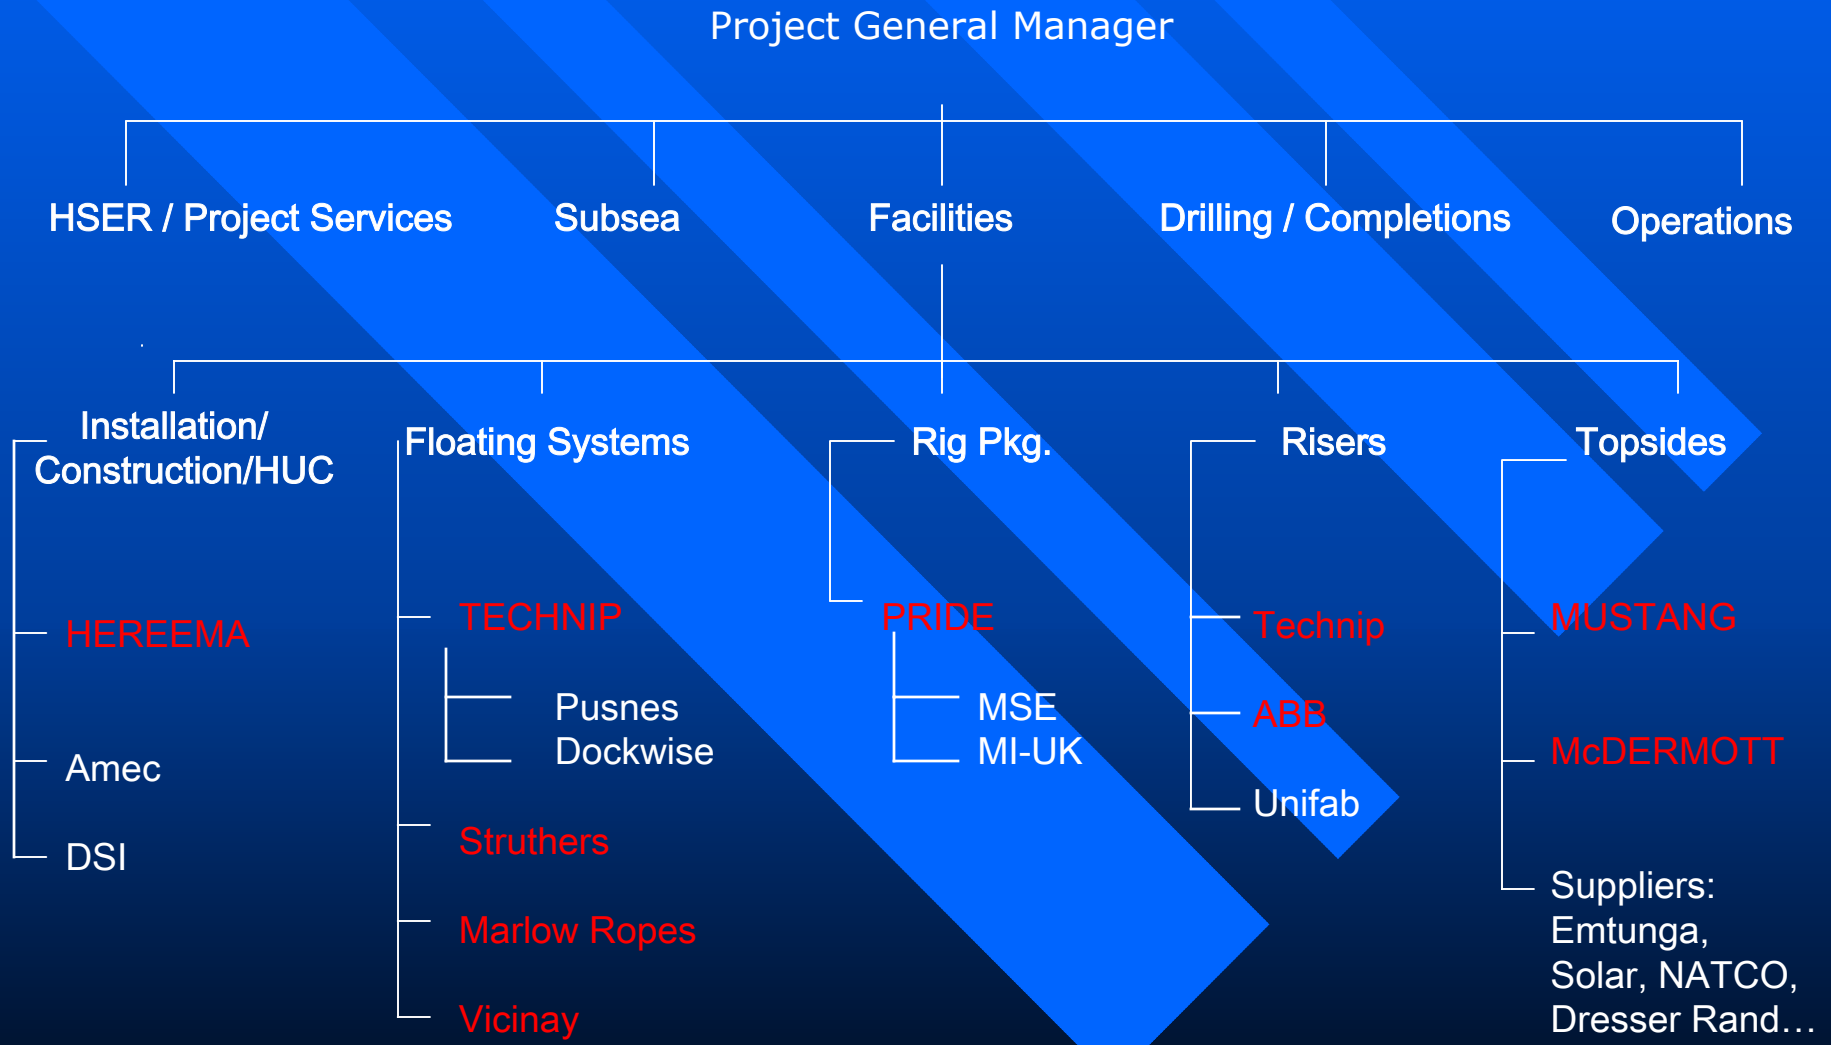 Project General Manager
HSER / Project Services
Subsea
Facilities
Drilling / Completions
Operations
Installation/
Construction/HUC
HEREEMA
Amec
DSI
Floating Systems
TECHNIP
Pusnes
Dockwise
Struthers
Marlow Ropes
Vicinay
Rig Pkg.
PRIDE
MSE
MI-UK
Risers
Technip
ABB
Unifab
Topsides
MUSTANG
McDERMOTT
Suppliers:
Emtunga,
Solar, NATCO,
Dresser Rand…